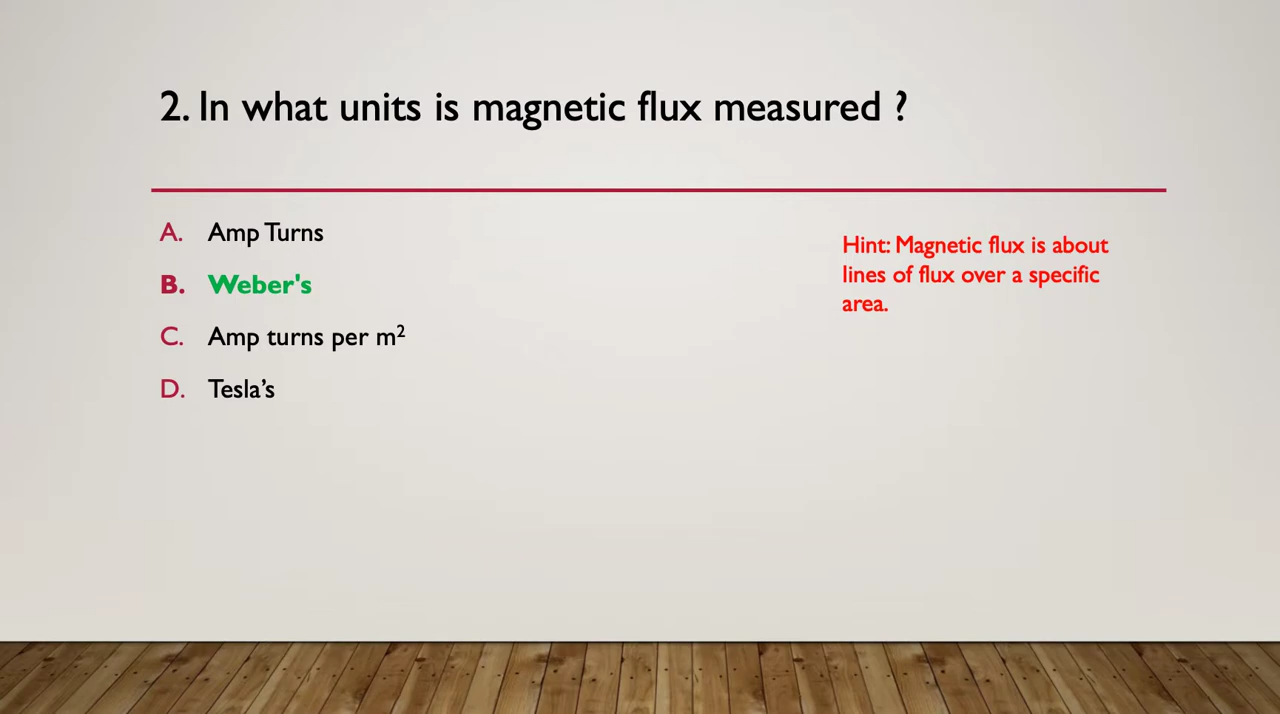 2. In what units is magnetic flux measured ?
A. Amp Turns
B. Weber's
C. Amp turns per m²
D. Tesla’s
Hint: Magnetic flux is about
lines of flux over a specific
area.